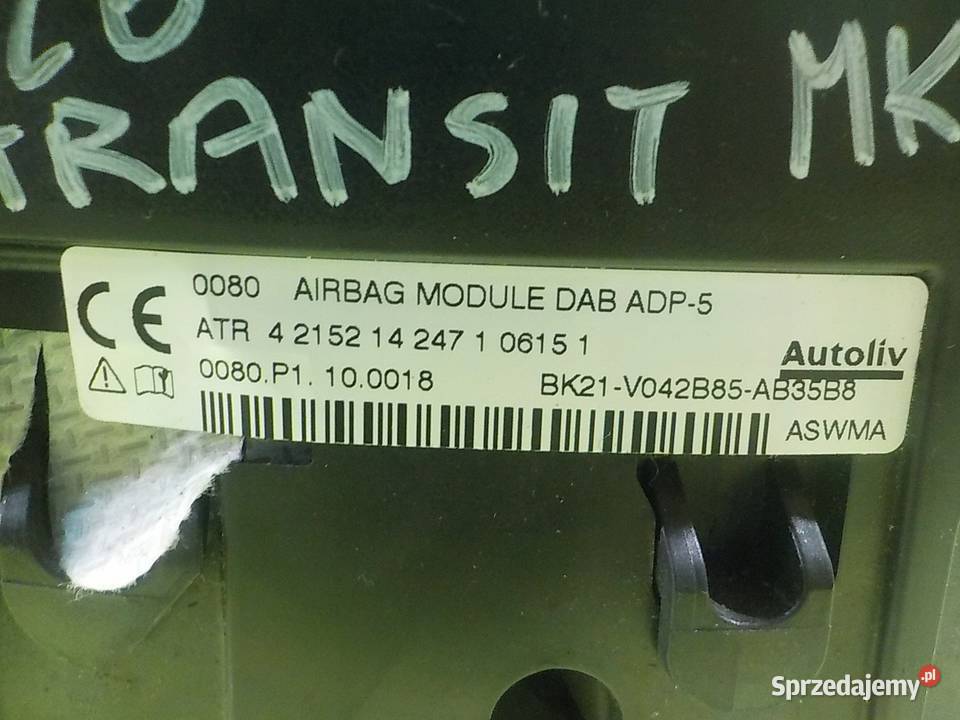 TRANSIT MK
0080 AIRBAG MODULE DAB ADP-5
CE
ATR 4 2152 14 247 1 0615 1
Autoliv
0080.P1. 10.0018 BK21-V042B85-AB35B8
ASWMA
Sprzedajemy.pl